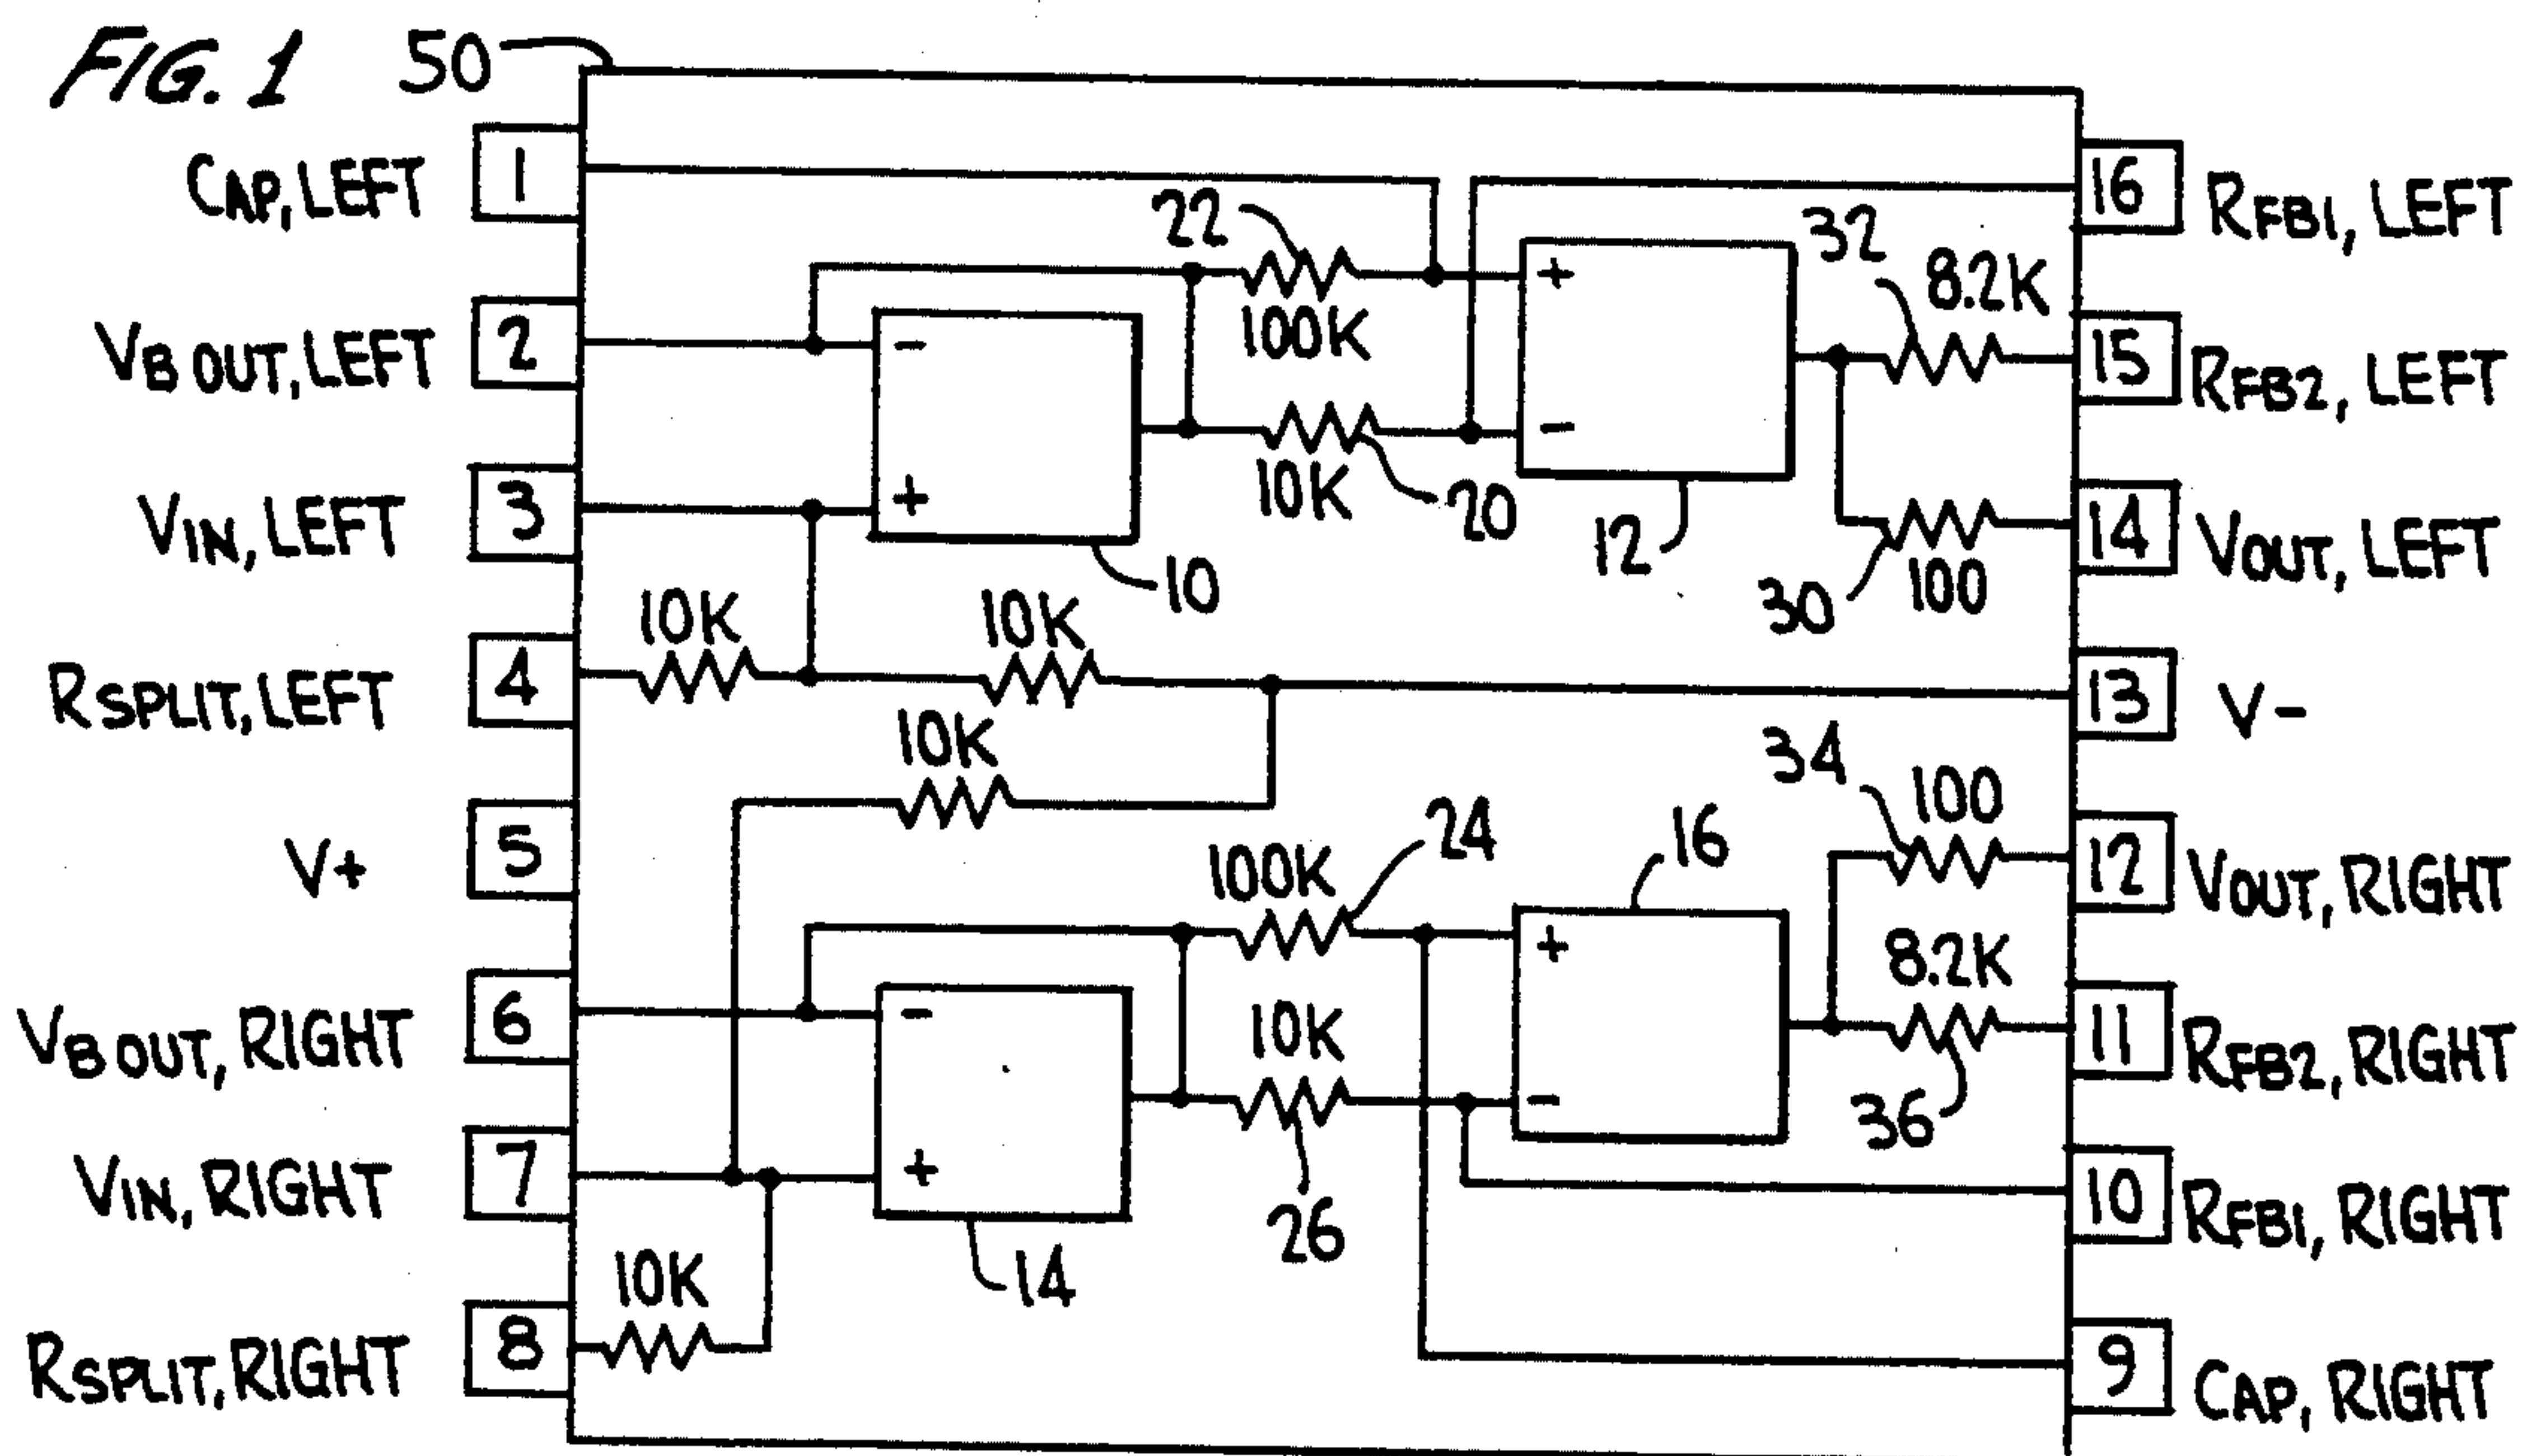 FIG. 1
50
1
CAP, LEFT
2
VB OUT, LEFT
3
VIN, LEFT
4
RSPLIT, LEFT
5
V+
6
VB OUT, RIGHT
7
VIN, RIGHT
8
RSPLIT, RIGHT
22
100K
+
-
-
+
10K
20
10
12
32
8.2K
30
100
10K
10K
10K
34
100
24
100K
16
+
-
8.2K
36
-
+
10K
26
14
10K
16
RFB1, LEFT
15
RFB2, LEFT
14
VOUT, LEFT
13
V-
12
VOUT, RIGHT
11
RFB2, RIGHT
10
RFB1, RIGHT
9
CAP, RIGHT